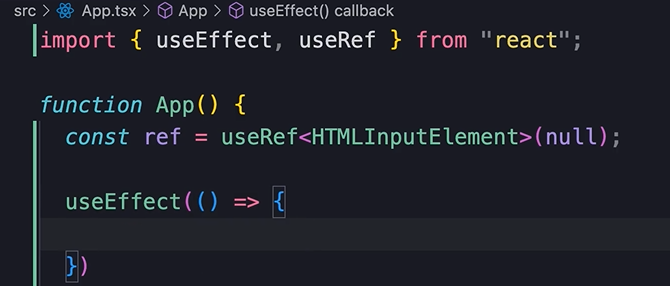 src > App.tsx > App > useEffect() callback
import { useEffect, useRef } from "react";
function App() {
const ref = useRef<HTMLInputElement>(null);
useEffect(() => {
})